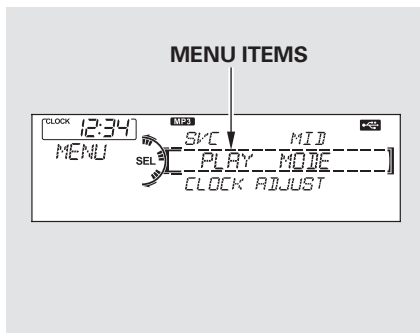 MENU ITEMS
CLOCK 12:34 MP3
SVC MID
MENU SEL PLAY MODE
CLOCK ADJUST